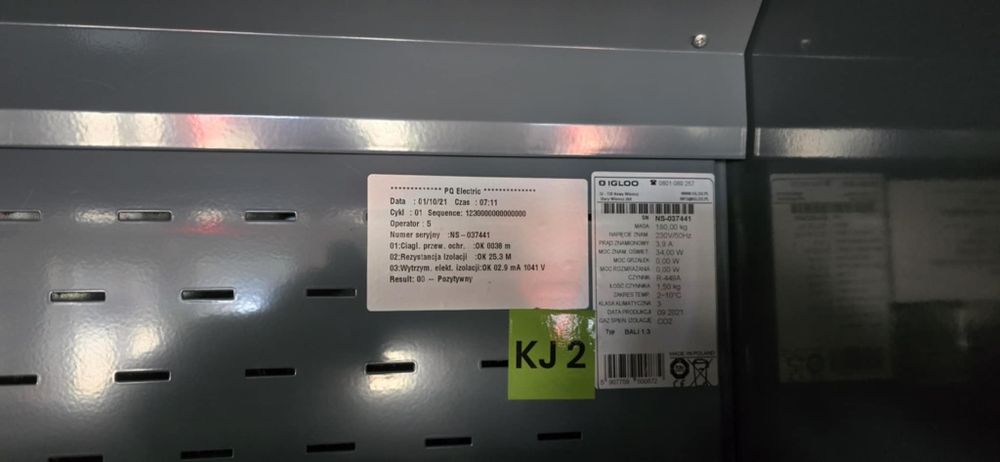 ************ PQ Electric ************
Data : 01/10/21 Czas : 07:11
Cykl : 01 Sequence: 1230000000000000
Operator : 5
Numer seryjny :NS-037441
01:Ciagl. przew. ochr. :OK 0036 m
02:Rezystancja Izolacji :OK 25.3 M
03:Wytrzym. elekt. izolacji:OK 02.9 mA 1041 V
Result: 00 -- Pozytywny
KJ 2
IGLOO ☎ 0801 089 257
SN NS-037441
MASA 180,00 kg
NAPIĘCIE ZNAM. 230V/50Hz
PRĄD ZNAMIONOWY 3,9 A
MOC ZNAM. OŚWIET. 34,00 W
MOC GRZAŁEK 0,00 W
MOC ROZMRAŻANIA 0,00 W
CZYNNIK R-449A
ILOŚĆ CZYNNIKA 1,50 kg
ZAKRES TEMP. 2~10°C
KLASA KLIMATYCZNA 3
DATA PRODUKCJI 09.2021
GAZ SPIEN. IZOLACJĘ CO2
Typ BALI 1.3
MADE IN POLAND